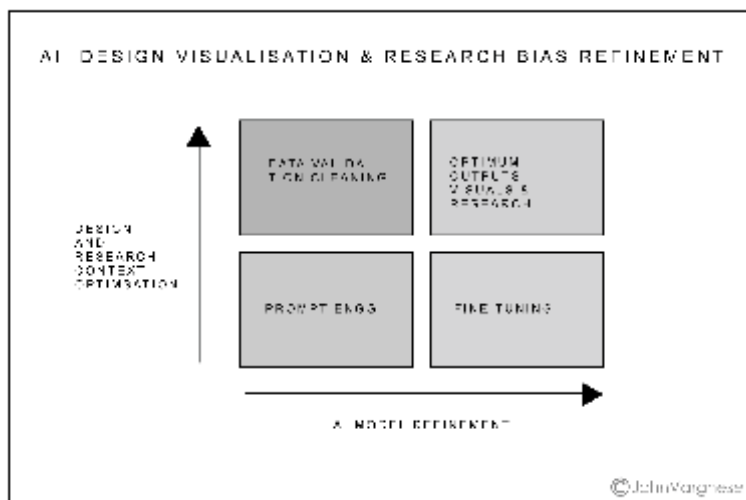 AI DESIGN VISUALISATION & RESEARCH BIAS REFINEMENT
DATA VALIDA
TION CLEANING
OPTIMUM
OUTPUTS
VISUALS &
RESEARCH
DESIGN
AND
RESEARCH
CONTEXT
OPTIMSATION
PROMPT ENGG
FINE TUNING
AI MODEL REFINEMENT
©JohnVarghese